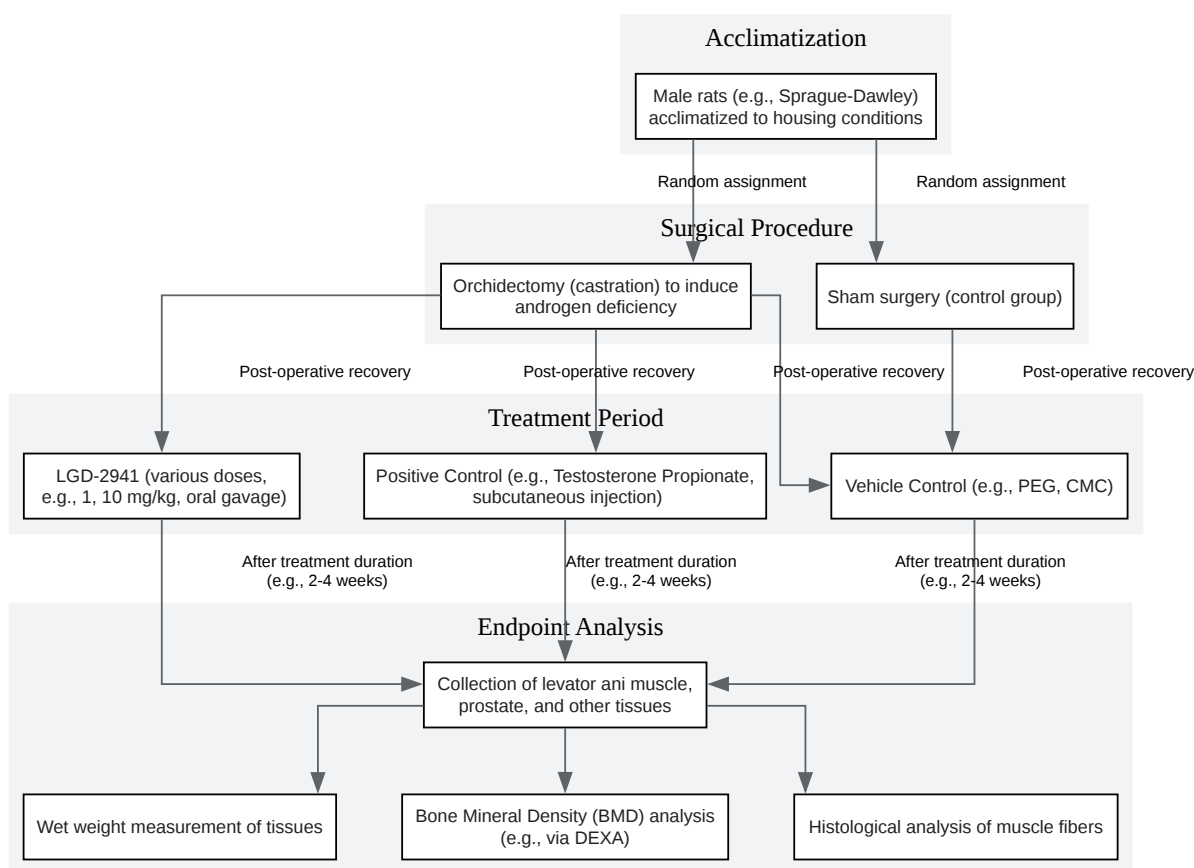 Acclimatization
Male rats (e.g., Sprague-Dawley)
acclimatized to housing conditions
Random assignment
Random assignment
Surgical Procedure
Orchidectomy (castration) to induce
androgen deficiency
Sham surgery (control group)
Post-operative recovery
Post-operative recovery
Post-operative recovery
Post-operative recovery
Treatment Period
LGD-2941 (various doses,
e.g., 1, 10 mg/kg, oral gavage)
Positive Control (e.g., Testosterone Propionate,
subcutaneous injection)
Vehicle Control (e.g., PEG, CMC)
After treatment duration
(e.g., 2-4 weeks)
After treatment duration
(e.g., 2-4 weeks)
After treatment duration
(e.g., 2-4 weeks)
Endpoint Analysis
Collection of levator ani muscle,
prostate, and other tissues
Wet weight measurement of tissues
Bone Mineral Density (BMD) analysis
(e.g., via DEXA)
Histological analysis of muscle fibers